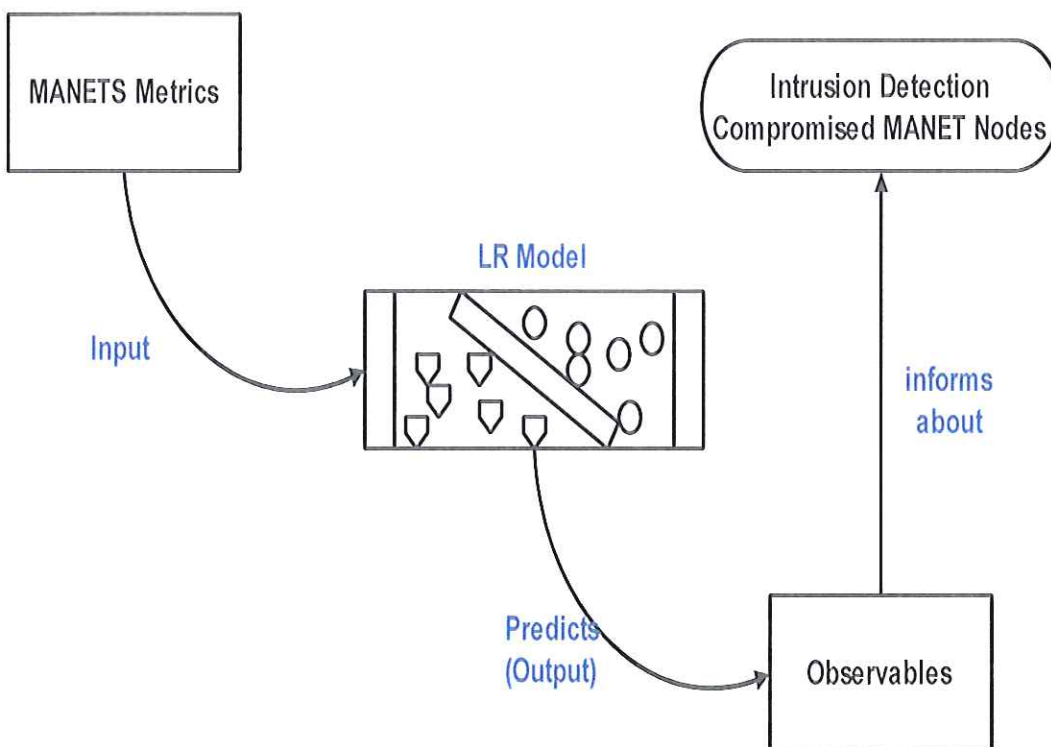 MANETS Metrics
Intrusion Detection
Compromised MANET Nodes
LR Model
Input
informs
about
Predicts
(Output)
Observables